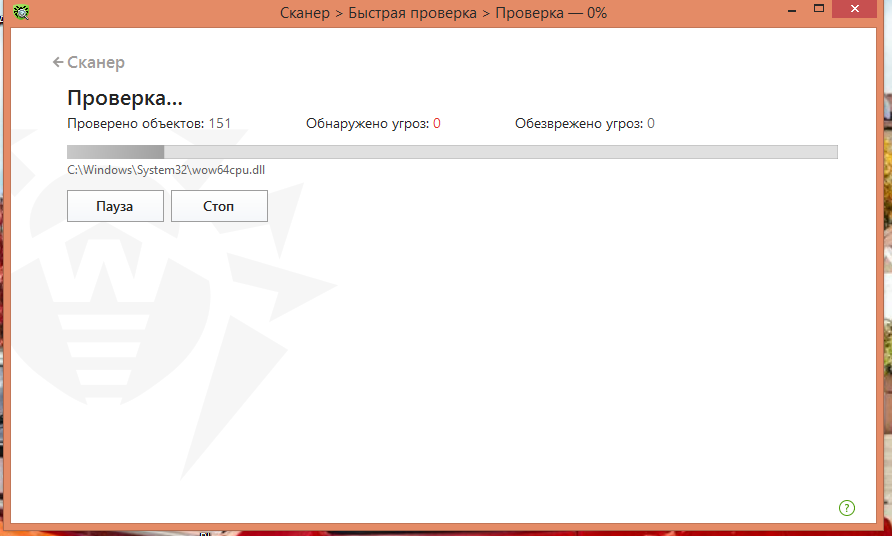 Сканер > Быстрая проверка > Проверка — 0%
Сканер
Проверка...
Проверено объектов: 151 Обнаружено угроз: 0 Обезврежено угроз: 0
C:\Windows\System32\wow64cpu.dll
Пауза Стоп
?